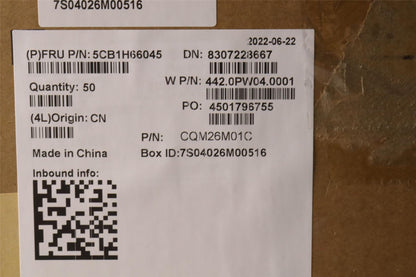 7S04026M00516
2022-06-22
(P)FRU P/N: 5CB1H66045 DN: 8307228667
Quantity: 50 W P/N: 442.0PW04.0001
PO: 4501796755
(4L)Origin: CN
P/N: CQM26M01C
Made in China Box ID:7S04026M00516
Inbound info: